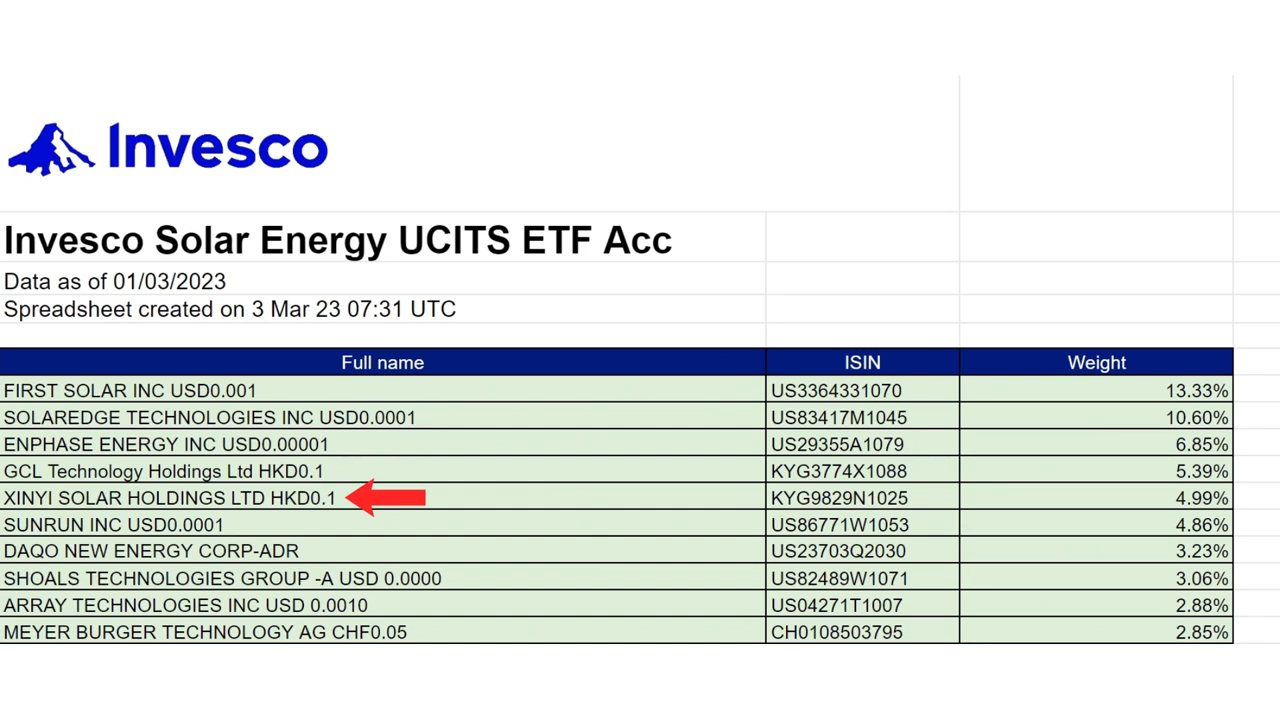 Invesco
Invesco Solar Energy UCITS ETF Acc
Data as of 01/03/2023
Spreadsheet created on 3 Mar 23 07:31 UTC
Full name ISIN Weight
FIRST SOLAR INC USD0.001 US3364331070 13.33%
SOLAREDGE TECHNOLOGIES INC USD0.0001 US83417M1045 10.60%
ENPHASE ENERGY INC USD0.00001 US29355A1079 6.85%
GCL Technology Holdings Ltd HKD0.1 KYG3774X1088 5.39%
XINYI SOLAR HOLDINGS LTD HKD0.1 KYG9829N1025 4.99%
SUNRUN INC USD0.0001 US86771W1053 4.86%
DAQO NEW ENERGY CORP-ADR US23703Q2030 3.23%
SHOALS TECHNOLOGIES GROUP -A USD 0.0000 US82489W1071 3.06%
ARRAY TECHNOLOGIES INC USD 0.0010 US04271T1007 2.88%
MEYER BURGER TECHNOLOGY AG CHF0.05 CH0108503795 2.85%